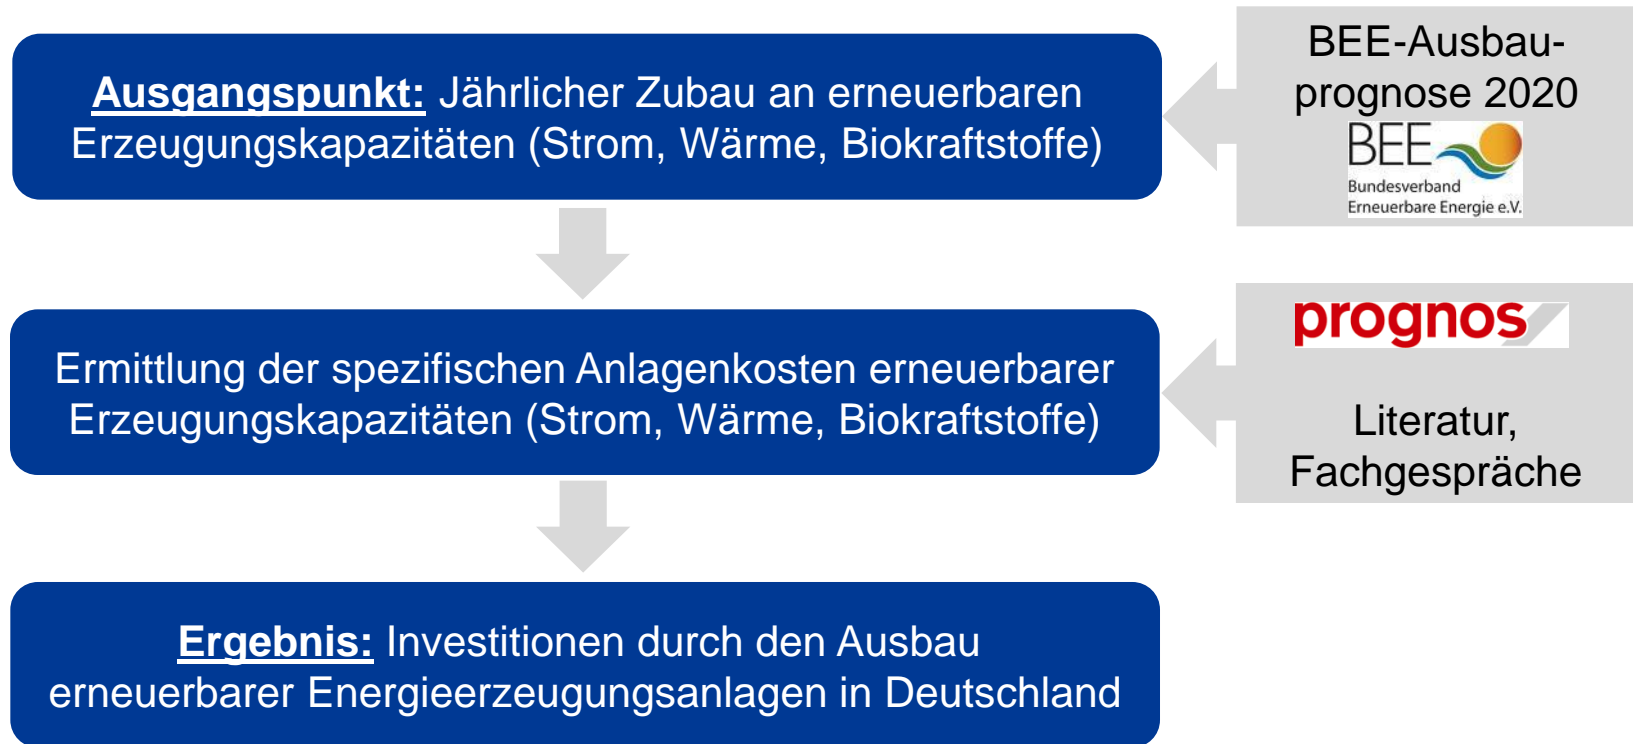 Ausgangspunkt: Jährlicher Zubau an erneuerbaren
Erzeugungskapazitäten (Strom, Wärme, Biokraftstoffe)
BEE-Ausbau-
prognose 2020
BEE
Bundesverband
Erneuerbare Energie e.V.
Ermittlung der spezifischen Anlagenkosten erneuerbarer
Erzeugungskapazitäten (Strom, Wärme, Biokraftstoffe)
prognos
Literatur,
Fachgespräche
Ergebnis: Investitionen durch den Ausbau
erneuerbarer Energieerzeugungsanlagen in Deutschland